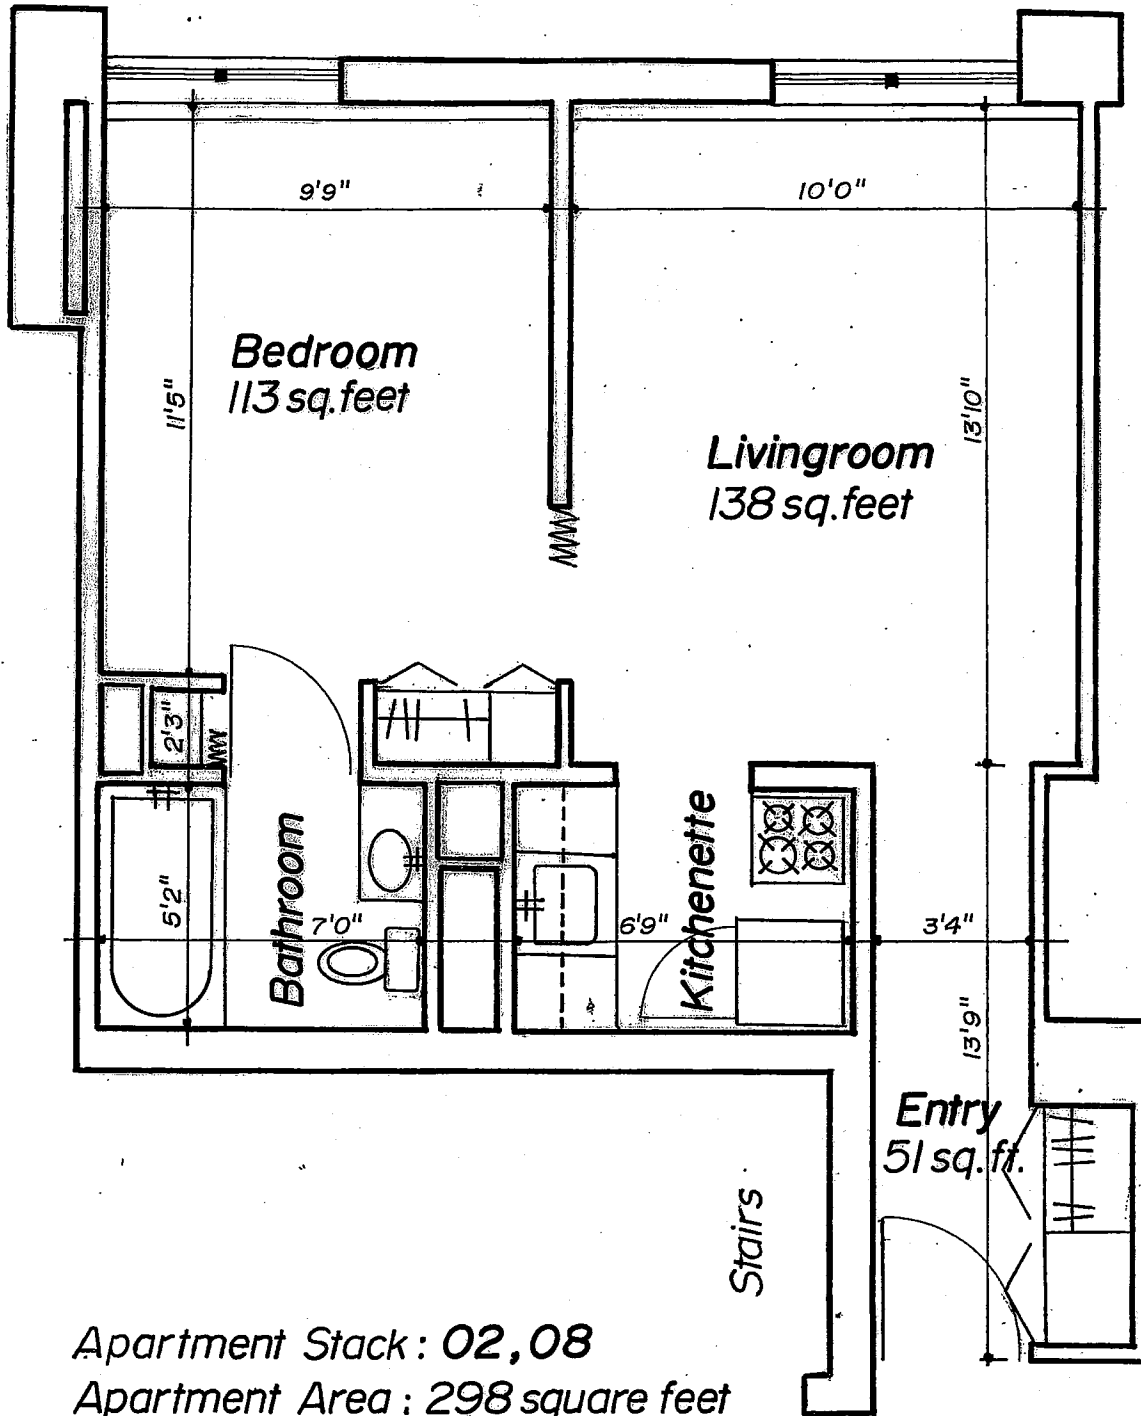 9'9"
10'0"
Bedroom
113 sq.feet
11'5"
13'10"
Livingroom
138 sq.feet
2'3"
Bathroom
Kitchenette
5'2"
7'0"
6'9"
3'4"
13'9"
Entry
51 sq.ft.
Stairs
Apartment Stack: 02,08
Apartment Area: 298 square feet